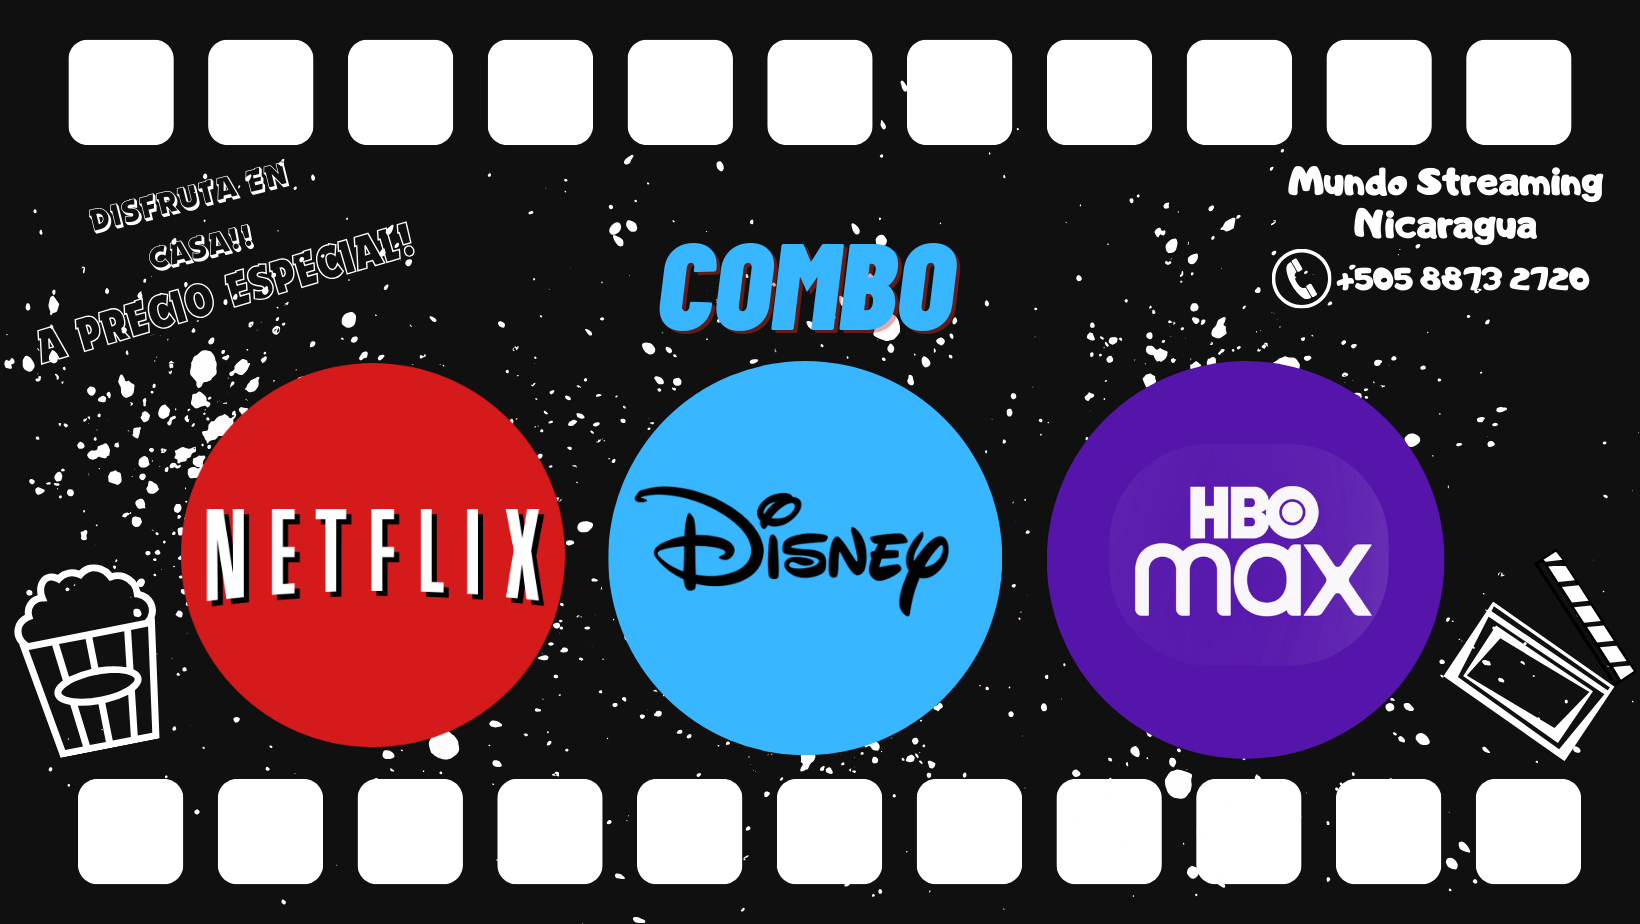 DISFRUTA EN
CASA!!
A PRECIO ESPECIAL!
Mundo Streaming
Nicaragua
+505 8873 2720
COMBO
NETFLIX
DISNEY
HBO
max